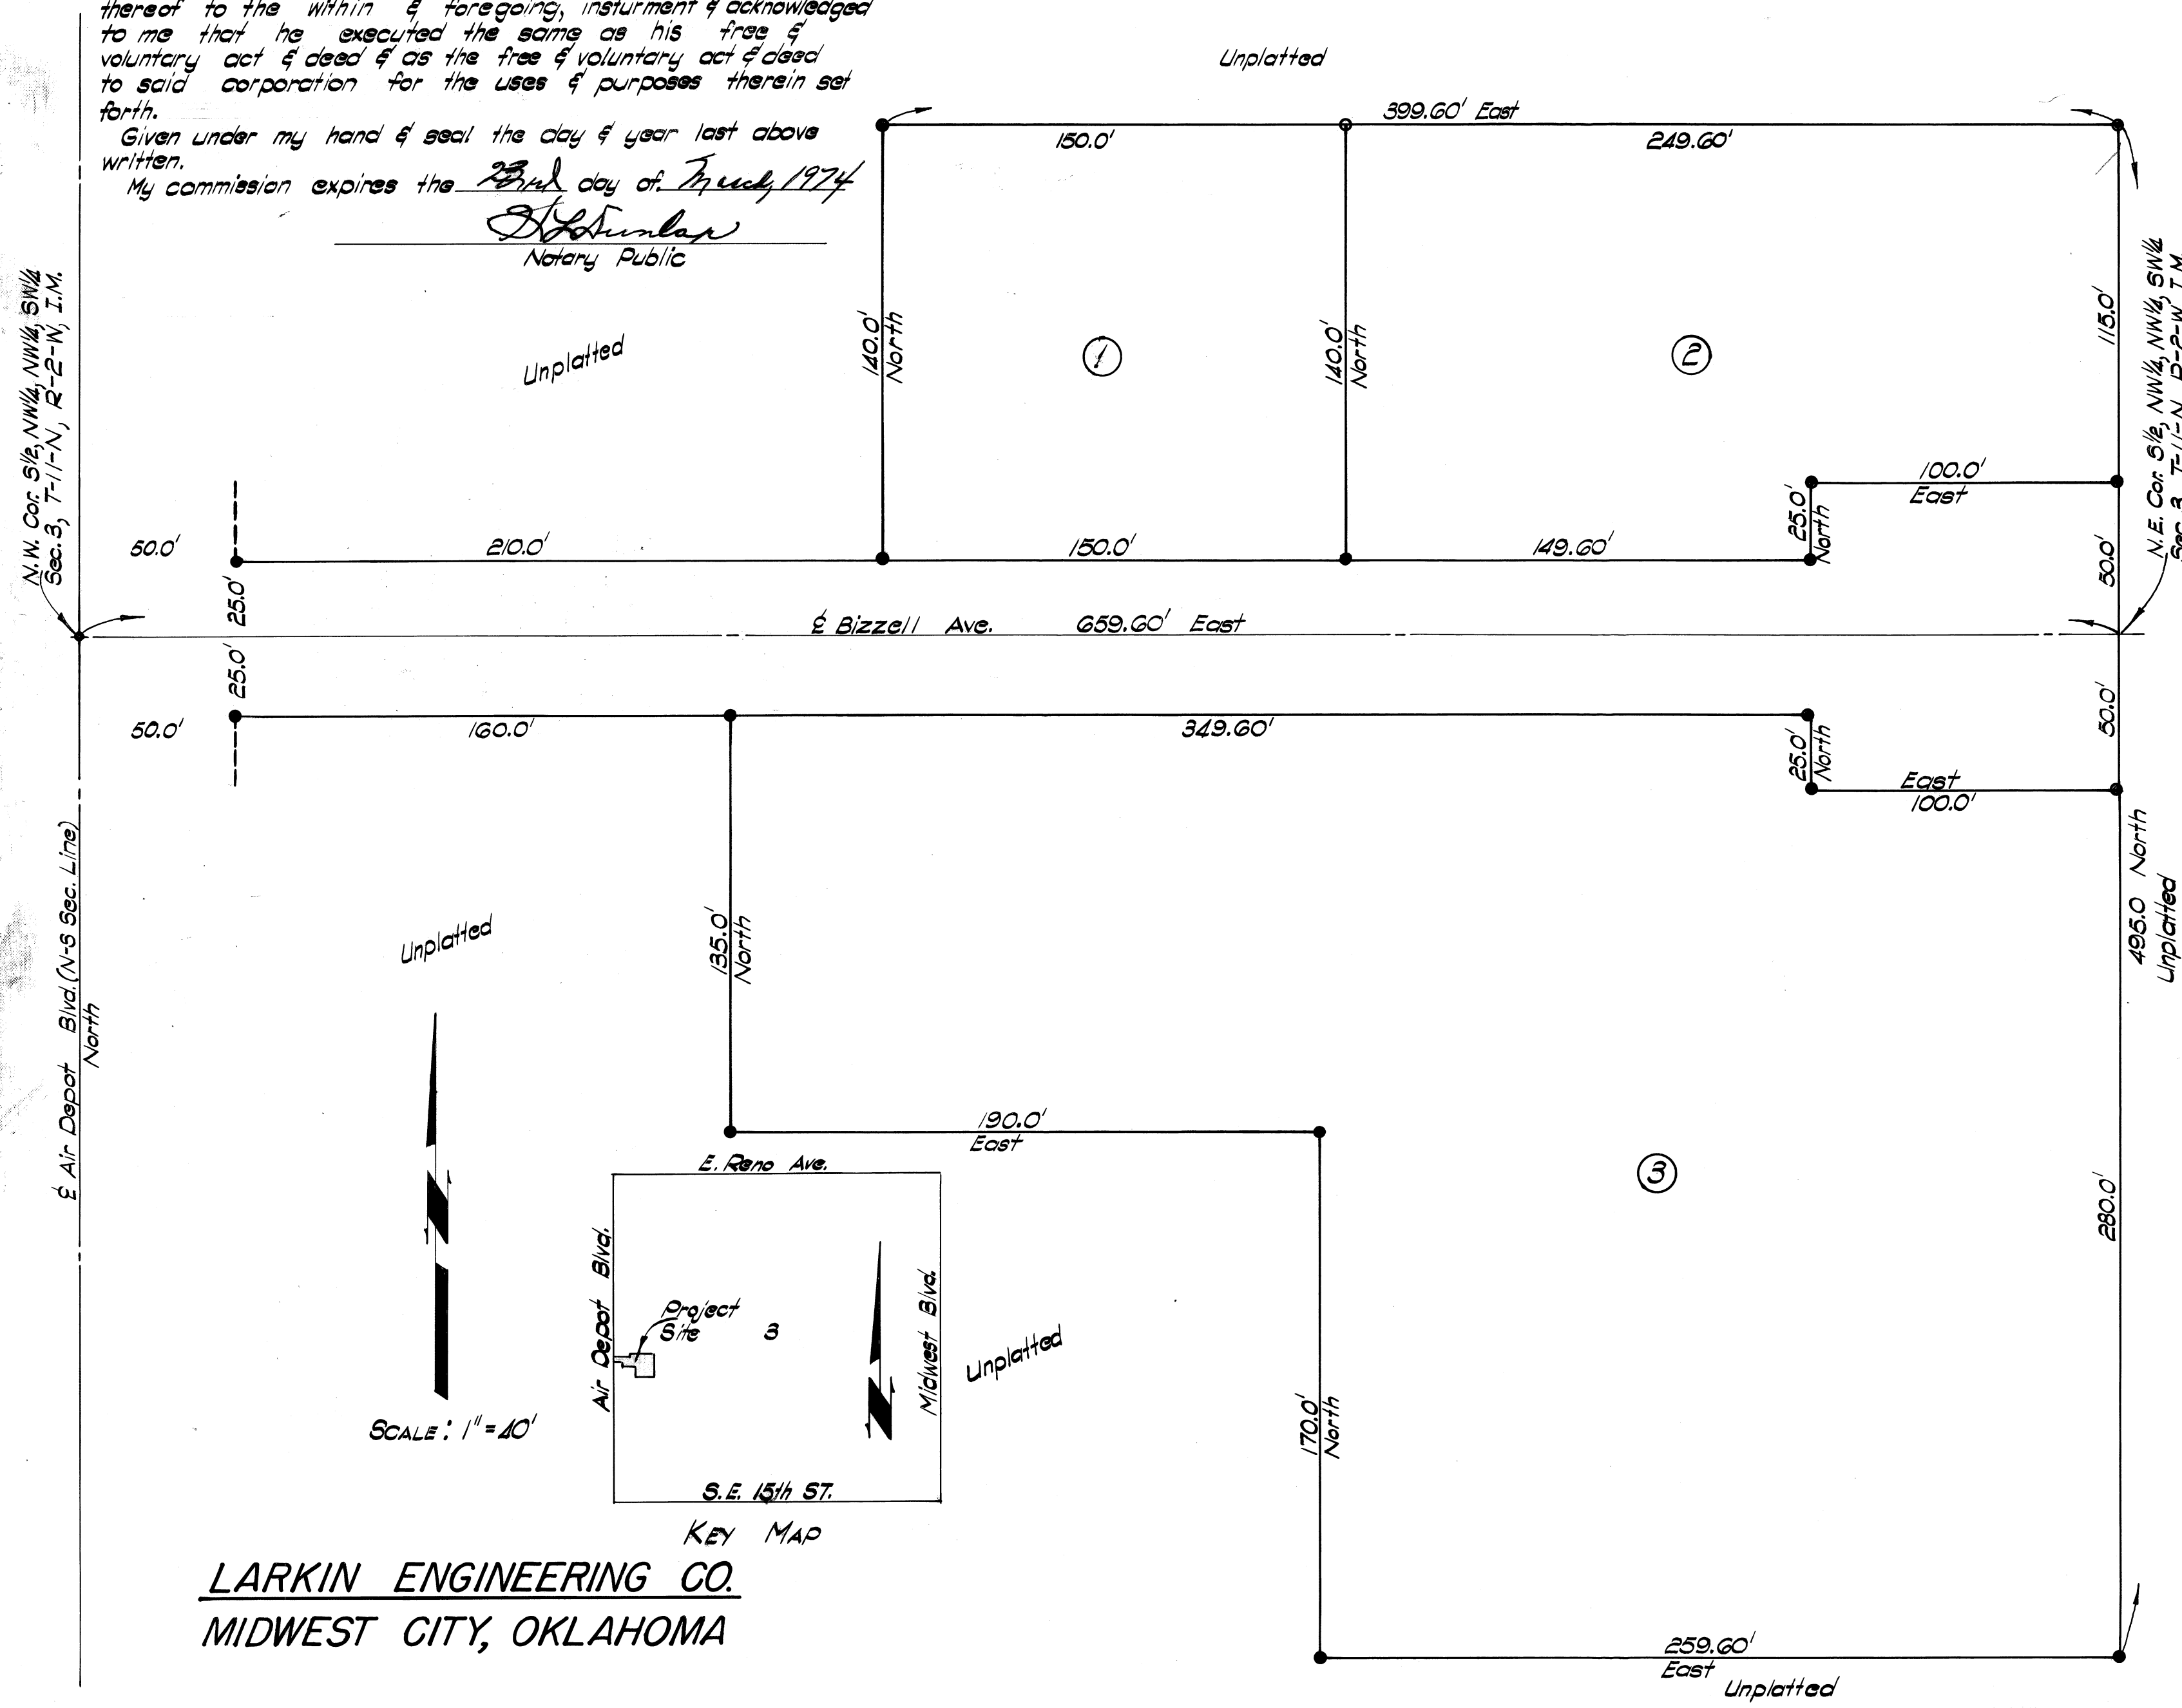 thereof to the within & foregoing, insturment & acknowledged
to me that he executed the same as his free &
voluntary act & deed & as the free & voluntary act & deed
to said corporation for the uses & purposes therein set
forth.
Given under my hand & seal the day & year last above
written.
My commission expires the 23rd day of March, 1974
Notary Public
Unplatted
399.60' East
150.0'
249.60'
N.W. Cor. S½, NW¼, NW¼, SW¼
Sec. 3, T-11-N, R-2-W, I.M.
Unplatted
140.0'
North
1
140.0'
North
2
115.0'
N.E. Cor. S½, NW¼, NW¼, SW¼
Sec. 3, T-11-N, R-2-W, I.M.
100.0'
East
25.0'
North
50.0'
50.0'
210.0'
150.0'
149.60'
25.0'
℄ Bizzell Ave. 659.60' East
25.0'
50.0'
50.0'
160.0'
349.60'
25.0'
North
East
100.0'
495.0 North
Unplatted
℄ Air Depot Blvd. (N-S Sec. Line)
North
Unplatted
135.0'
North
190.0'
East
3
280.0'
E. Reno Ave.
Air Depot Blvd.
Project
Site 3
Midwest Blvd.
S.E. 15th ST.
KEY MAP
Unplatted
170.0'
North
SCALE: 1"=40'
259.60'
East
Unplatted
LARKIN ENGINEERING CO.
MIDWEST CITY, OKLAHOMA